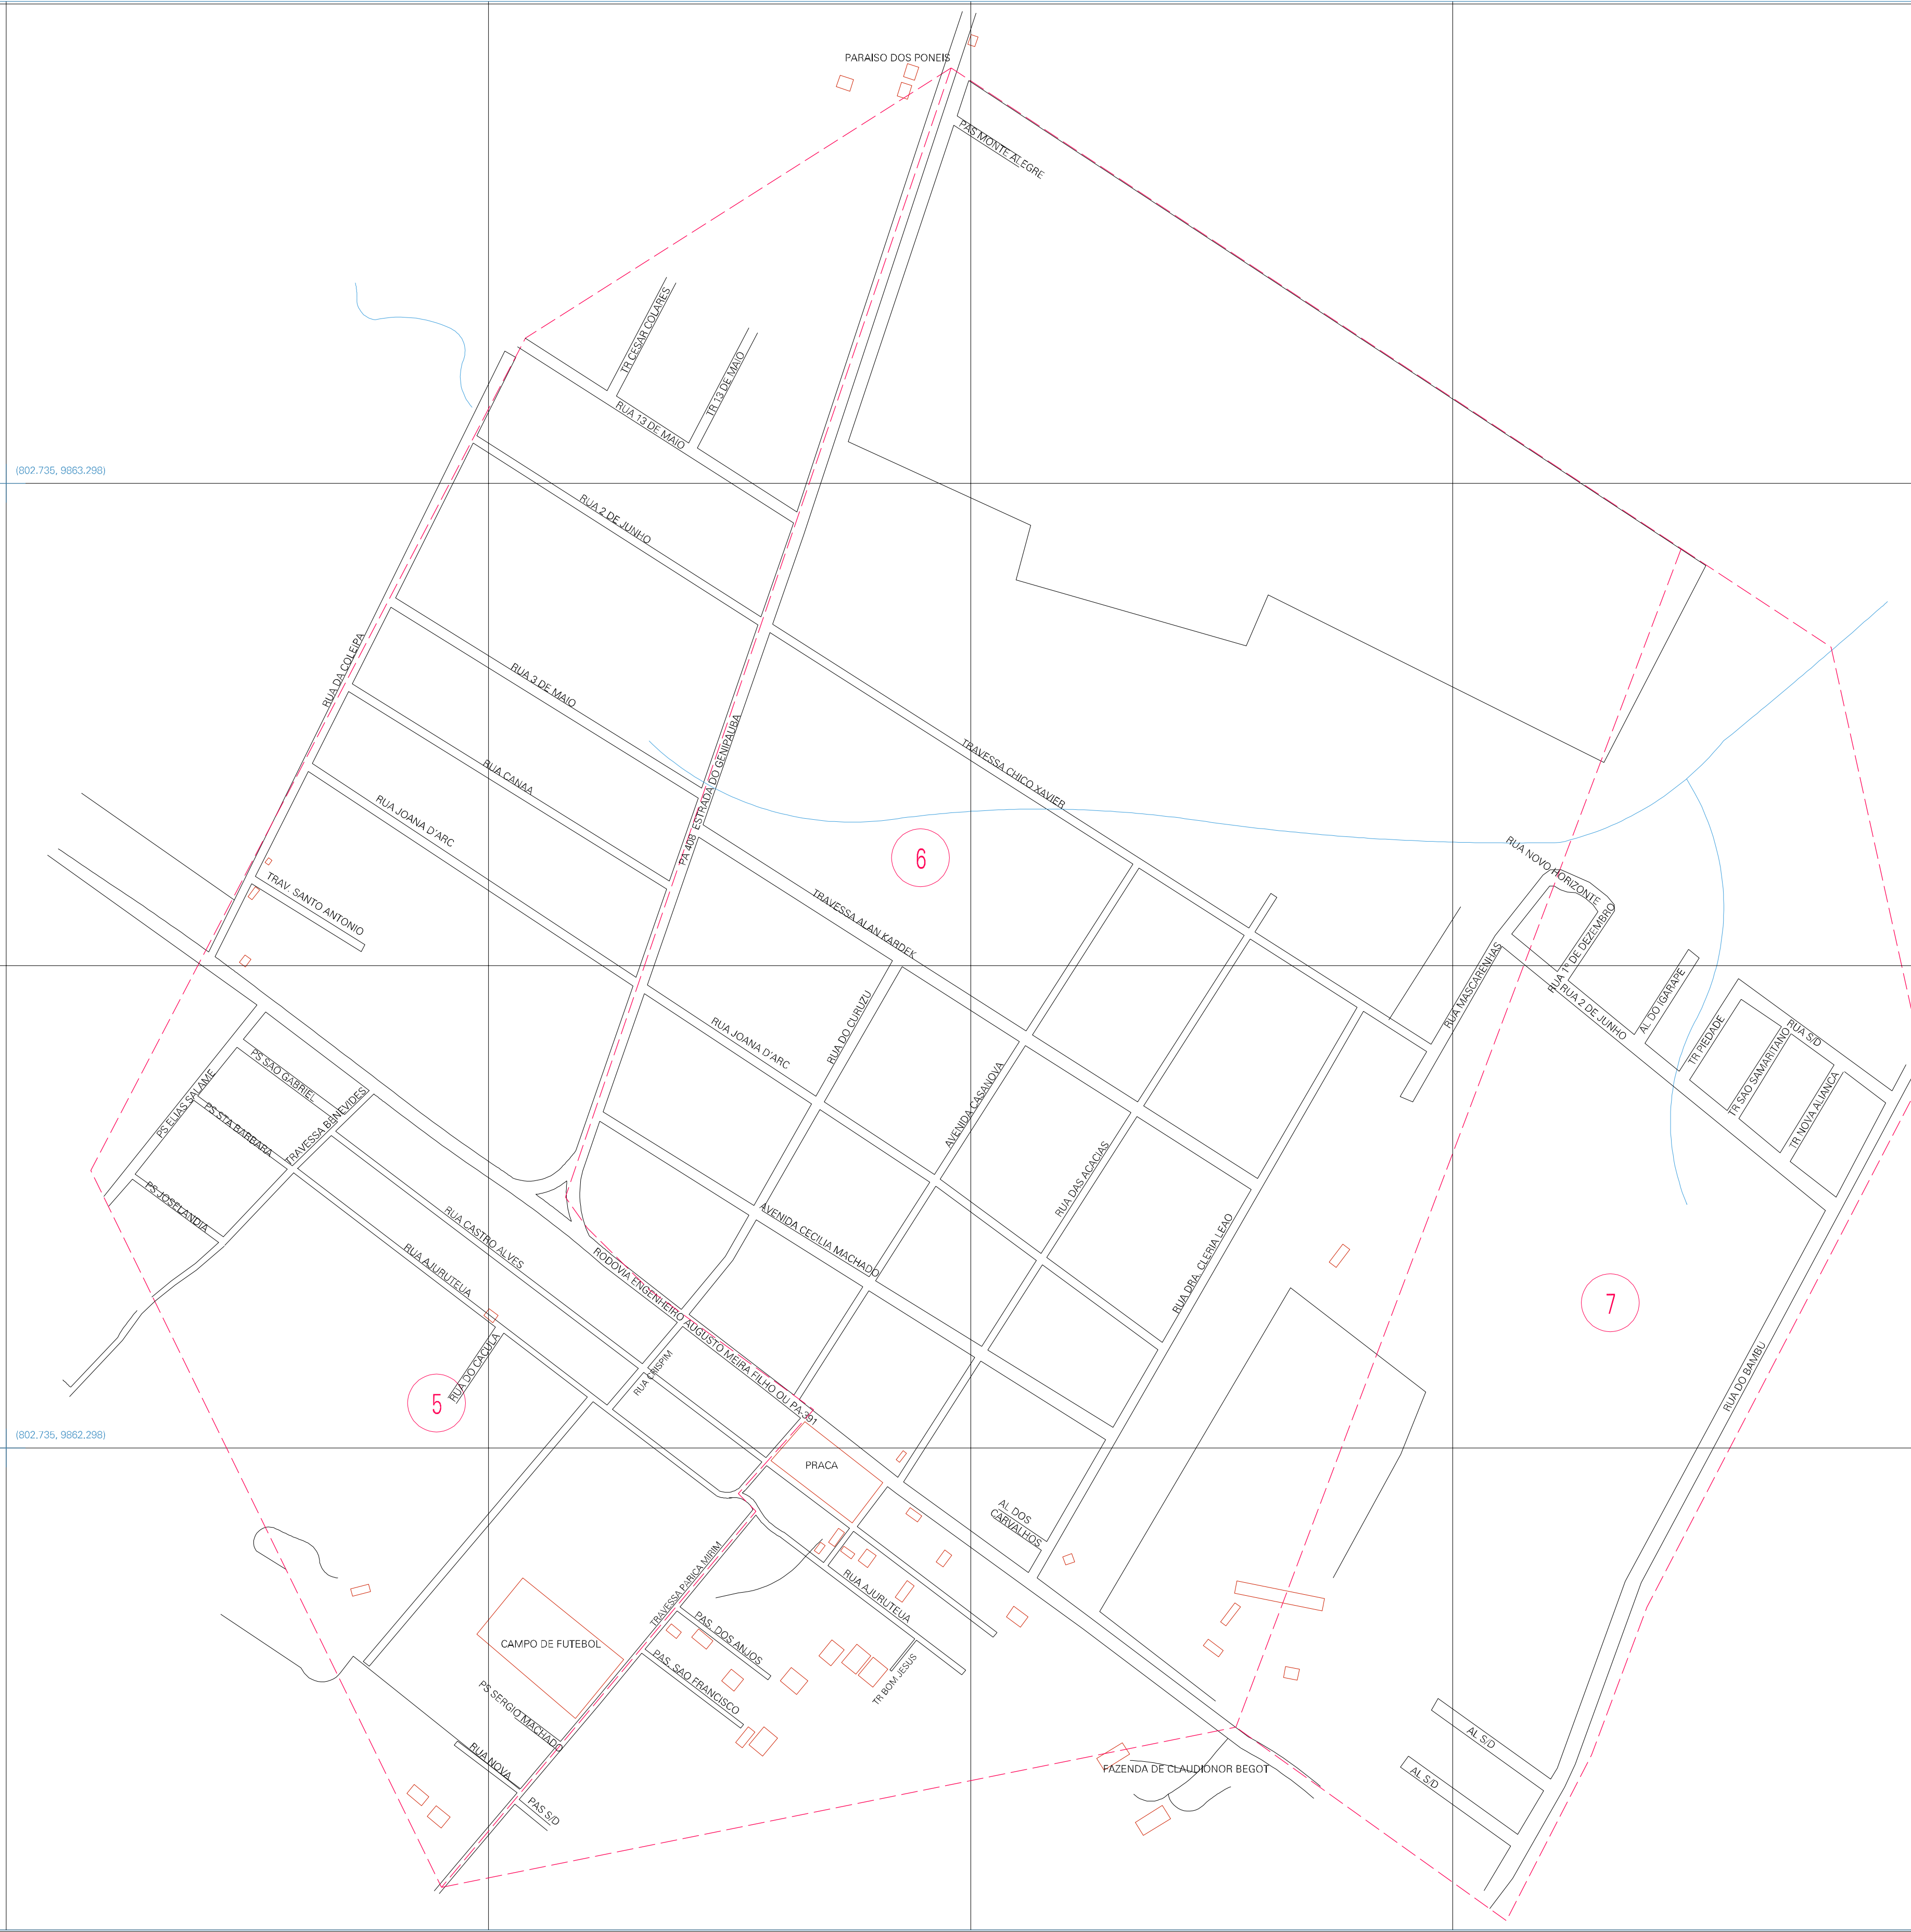 PARAISO DOS PONEIS
PAS MONTE ALEGRE
TR CESAR COLARES
TR 13 DE MAIO
RUA 13 DE MAIO
(802.735, 9863.298)
RUA 2 DE JUNHO
RUA DA COLEIPA
RUA 3 DE MAIO
PA 408 ESTRADA DO GENIPAUBA
RUA CANAA
TRAVESSA CHICO XAVIER
RUA JOANA D'ARC
6
RUA NOVO HORIZONTE
TRAV. SANTO ANTONIO
TRAVESSA ALAN KARDEK
RUA 1º DE DEZEMBRO
RUA MASCARENHAS
RUA 2 DE JUNHO
AL DO IGARAPE
RUA JOANA D'ARC
RUA DO CURUZU
TR PIEDADE
RUA S/D
TR SAO SAMARITANO
TR NOVA ALIANCA
PS SAO GABRIEL
PS ELIAS SALAME
PS STA BARBARA
TRAVESSA BENEVIDES
AVENIDA CASANOVA
RUA DAS ACACIAS
PS JOSELANDIA
RUA CASTRO ALVES
AVENIDA CECILIA MACHADO
RUA DRA. CLERIA LEAO
RUA AJURUTEUA
RODOVIA ENGENHEIRO AUGUSTO MEIRA FILHO OU PA-391
7
RUA DO BAMBU
RUA DO CACULA
RUA CRISPIM
5
(802.735, 9862.298)
PRACA
AL DOS
CARVALHOS
TRAVESSA PARICA MIRIM
RUA AJURUTEUA
PAS. DOS ANJOS
CAMPO DE FUTEBOL
PAS. SAO FRANCISCO
TR BOM JESUS
PS SERGIO MACHADO
RUA NOVA
AL S/D
AL S/D
FAZENDA DE CLAUDIONOR BEGOT
PAS S/D